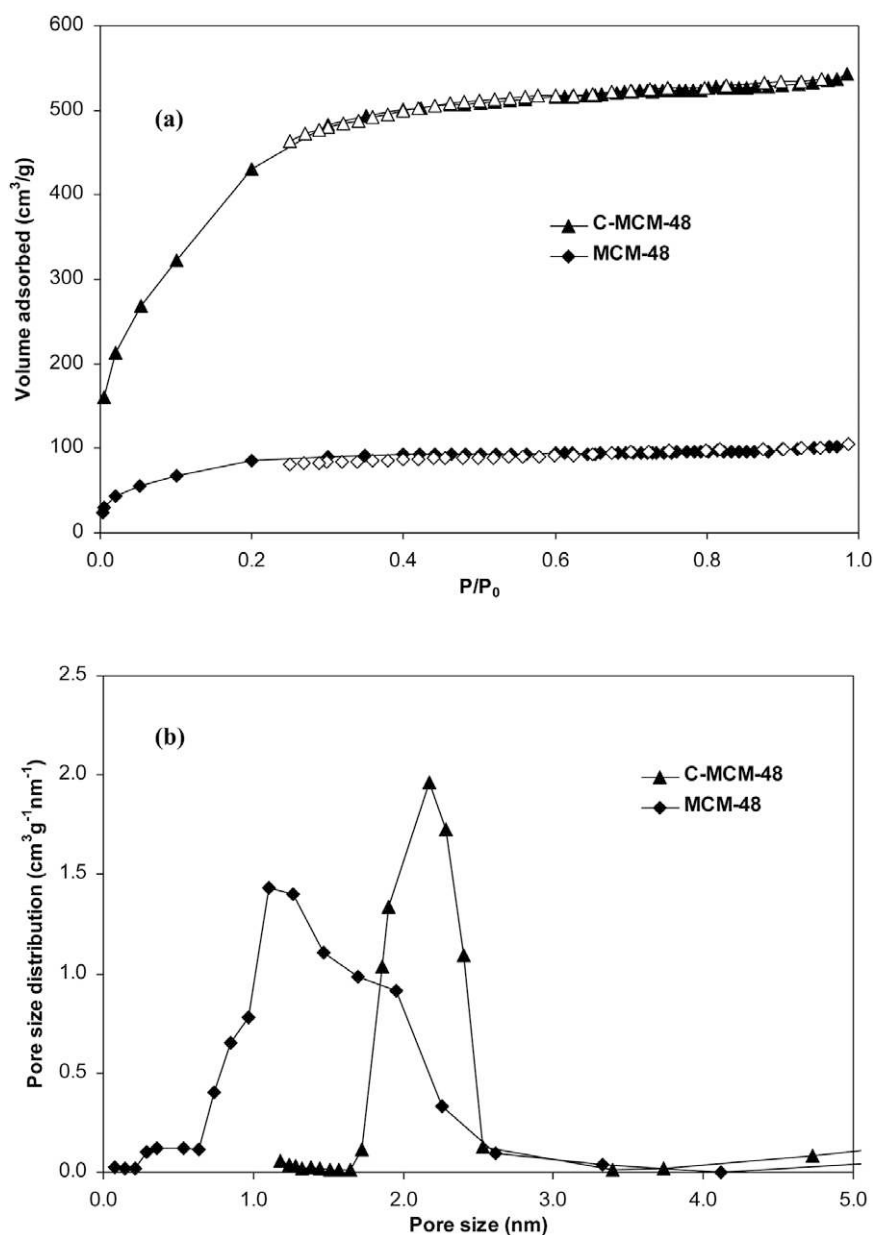 600
500
400
300
200
100
0
Volume adsorbed (cm³/g)
(a)
C-MCM-48
MCM-48
0.0 0.2 0.4 0.6 0.8 1.0
P/P₀
2.5
2.0
1.5
1.0
0.5
0.0
Pore size distribution (cm³g⁻¹nm⁻¹)
(b)
C-MCM-48
MCM-48
0.0 1.0 2.0 3.0 4.0 5.0
Pore size (nm)